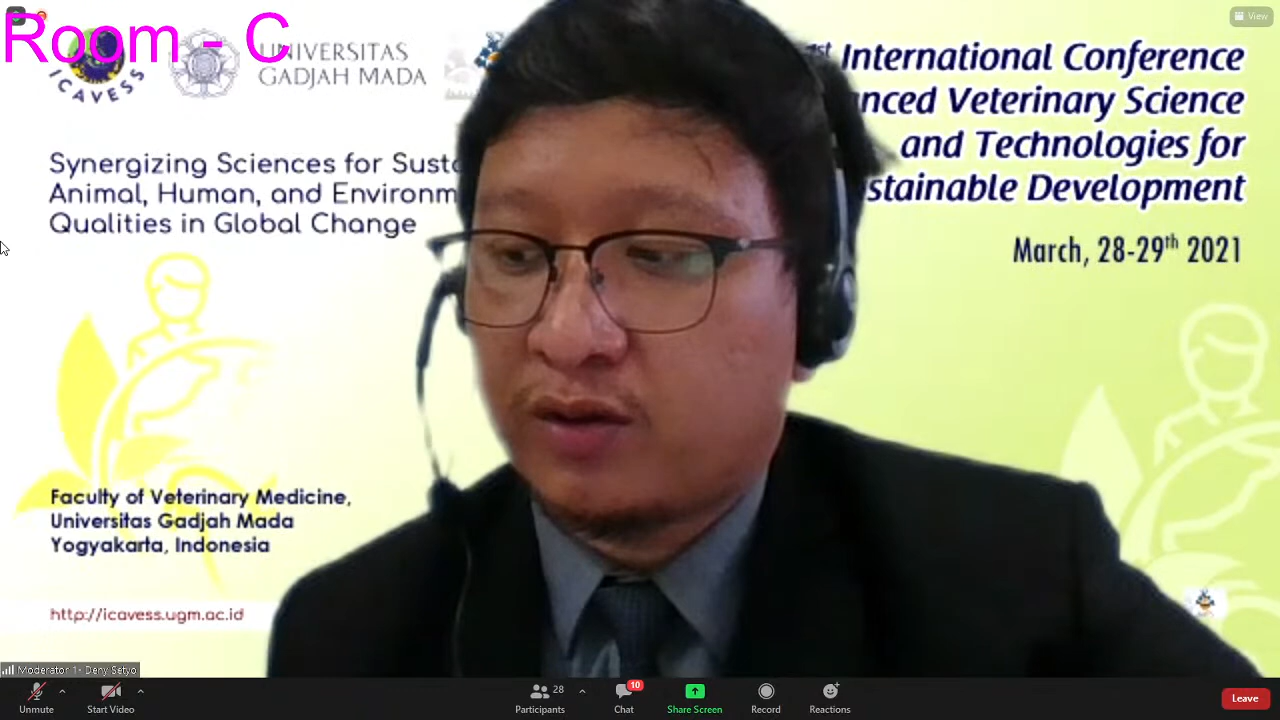 Room - C
View
ICAVESS
UNIVERSITAS
GADJAH MADA
1st International Conference
anced Veterinary Science
and Technologies for
stainable Development
March, 28-29th 2021
Synergizing Sciences for Susta
Animal, Human, and Environm
Qualities in Global Change
Faculty of Veterinary Medicine,
Universitas Gadjah Mada
Yogyakarta, Indonesia
http://icavess.ugm.ac.id
Moderator 1- Deny Setyo
Unmute
Start Video
28
Participants
10
Chat
Share Screen
Record
Reactions
Leave